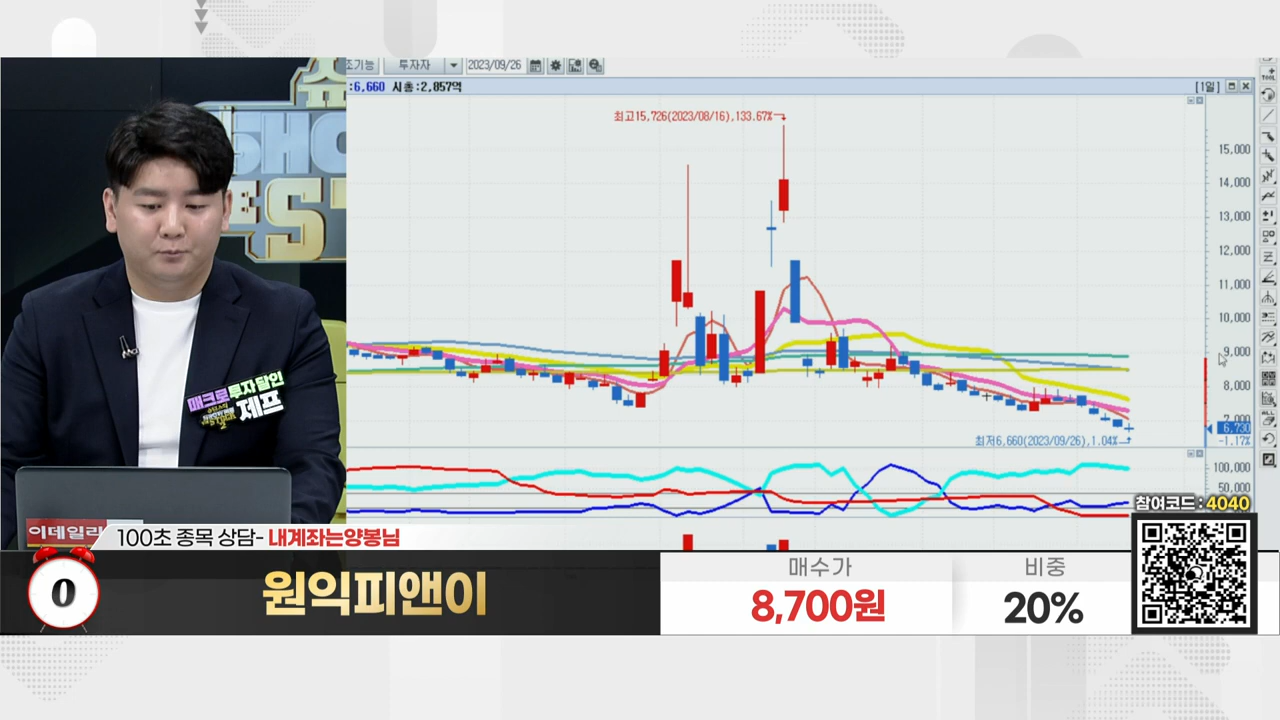 조기능 투자자 2023/09/26
:6,660 시총:2,857억 [1일]
최고15,726(2023/08/16),133.67%
15,000
14,000
13,000
12,000
11,000
10,000
9,000
8,000
7,000
6,730
-1.17%
최저6,660(2023/09/26),1.04%
100,000
50,000
TOOL
ALL
매크로투자달인
제프
참여코드:4040
이데일리
100초 종목 상담- 내계좌는양봉님
0
원익피앤이
매수가
8,700원
비중
20%